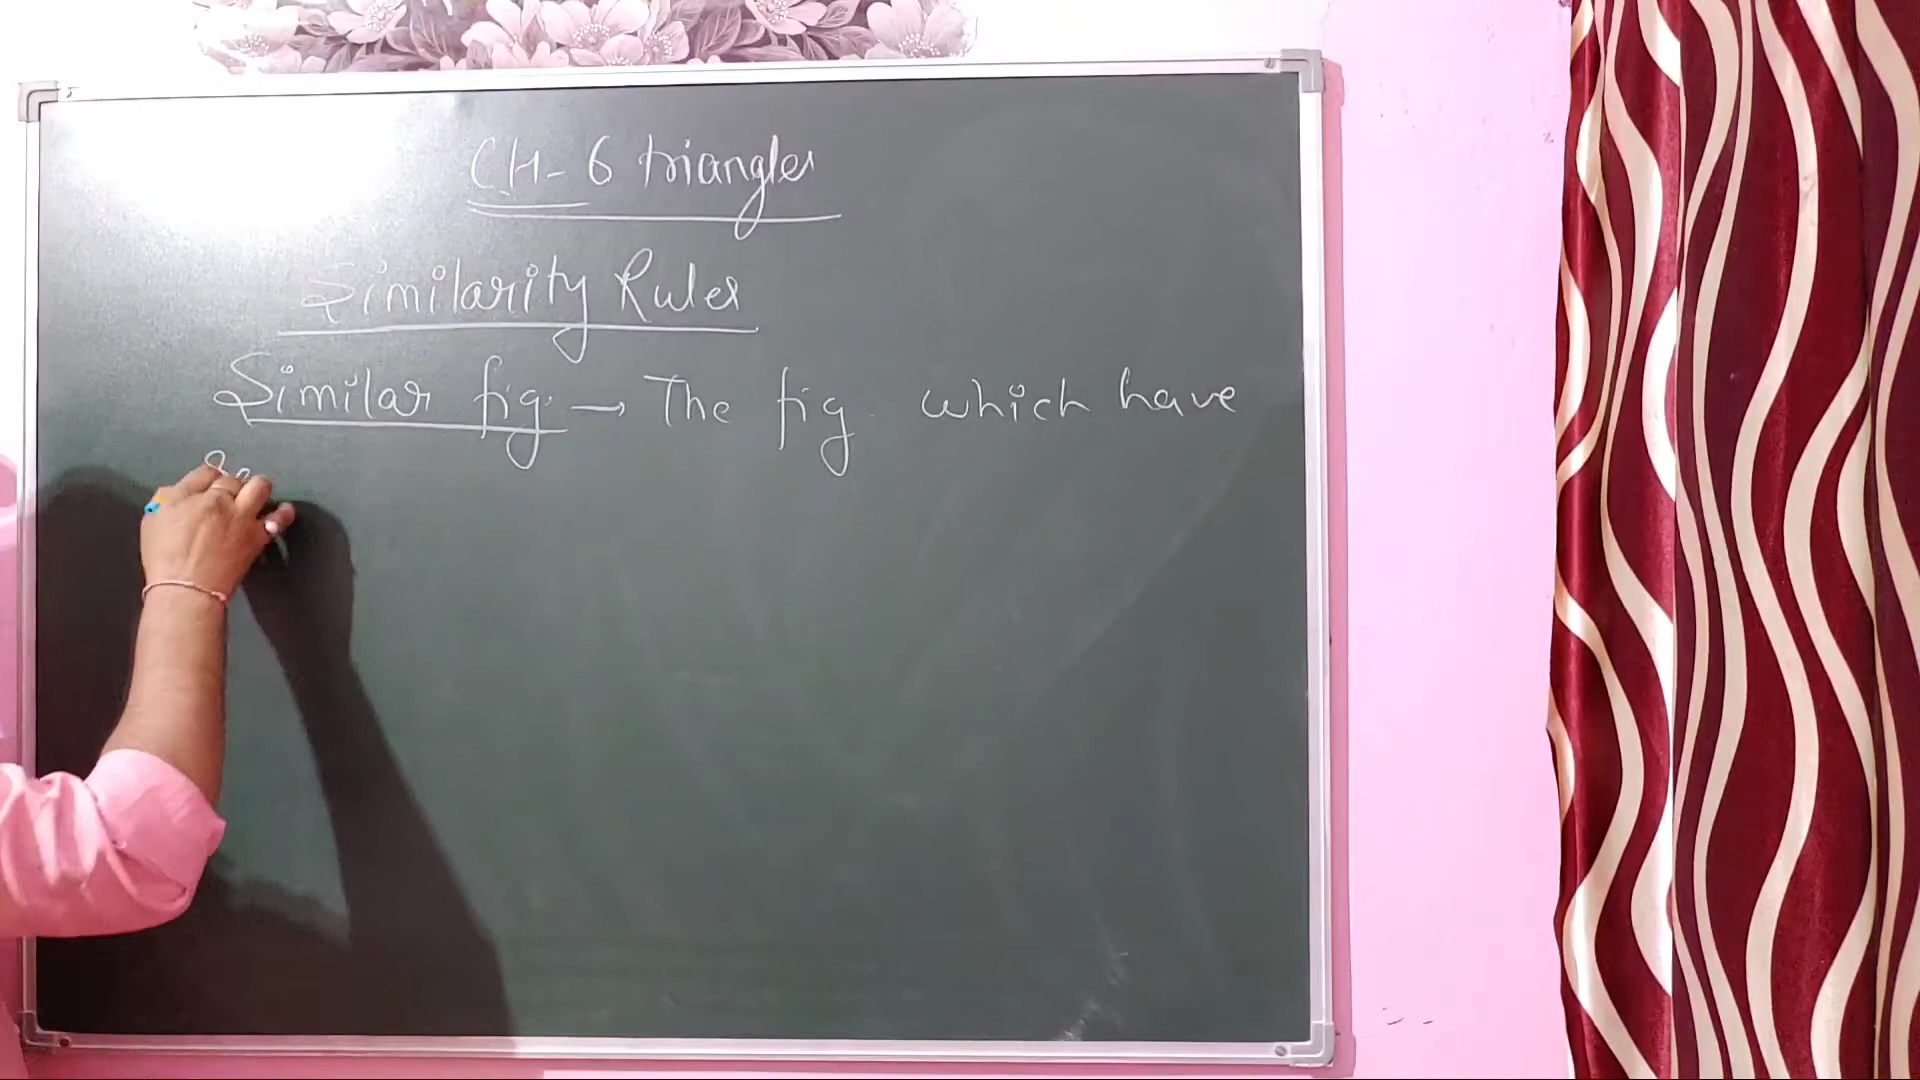 CH-6 triangles
Similarity Rules
Similar fig. → The fig. which have